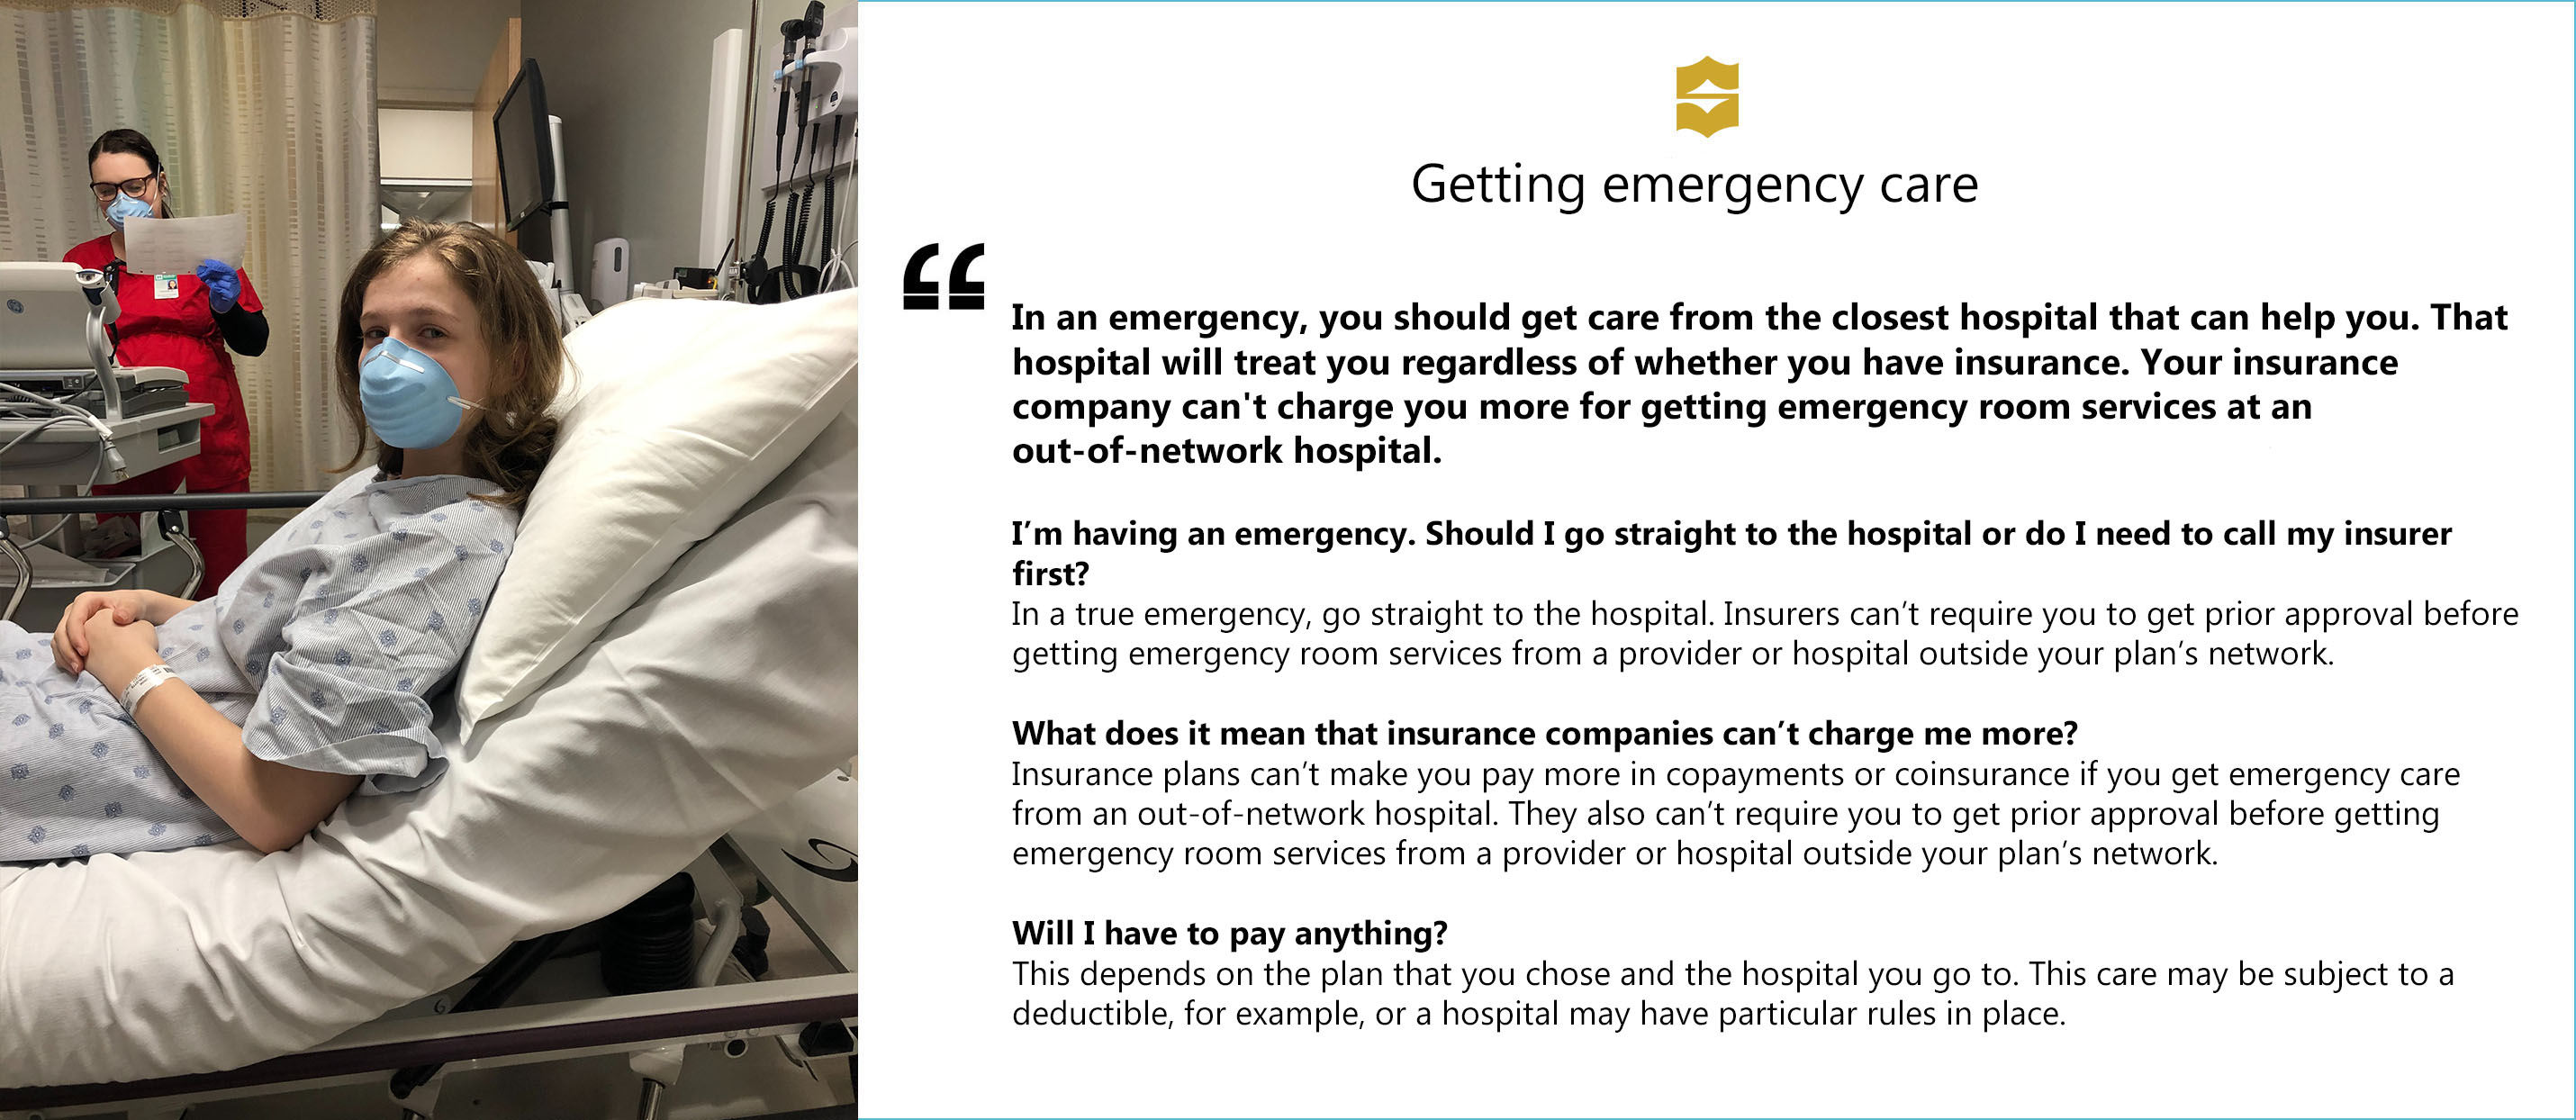 Getting emergency care
In an emergency, you should get care from the closest hospital that can help you. That
hospital will treat you regardless of whether you have insurance. Your insurance
company can't charge you more for getting emergency room services at an
out-of-network hospital.
I’m having an emergency. Should I go straight to the hospital or do I need to call my insurer
first?
In a true emergency, go straight to the hospital. Insurers can’t require you to get prior approval before
getting emergency room services from a provider or hospital outside your plan’s network.
What does it mean that insurance companies can’t charge me more?
Insurance plans can’t make you pay more in copayments or coinsurance if you get emergency care
from an out-of-network hospital. They also can’t require you to get prior approval before getting
emergency room services from a provider or hospital outside your plan’s network.
Will I have to pay anything?
This depends on the plan that you chose and the hospital you go to. This care may be subject to a
deductible, for example, or a hospital may have particular rules in place.